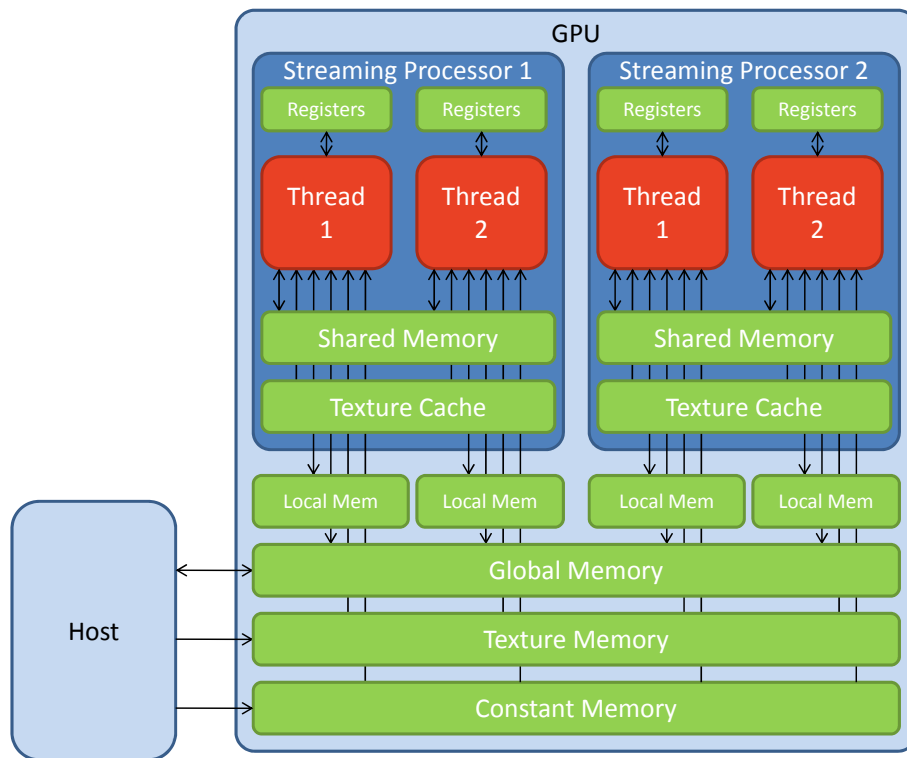 GPU
Streaming Processor 1
Streaming Processor 2
Registers
Registers
Registers
Registers
Thread
1
Thread
2
Thread
1
Thread
2
Shared Memory
Shared Memory
Texture Cache
Texture Cache
Local Mem
Local Mem
Local Mem
Local Mem
Global Memory
Host
Texture Memory
Constant Memory